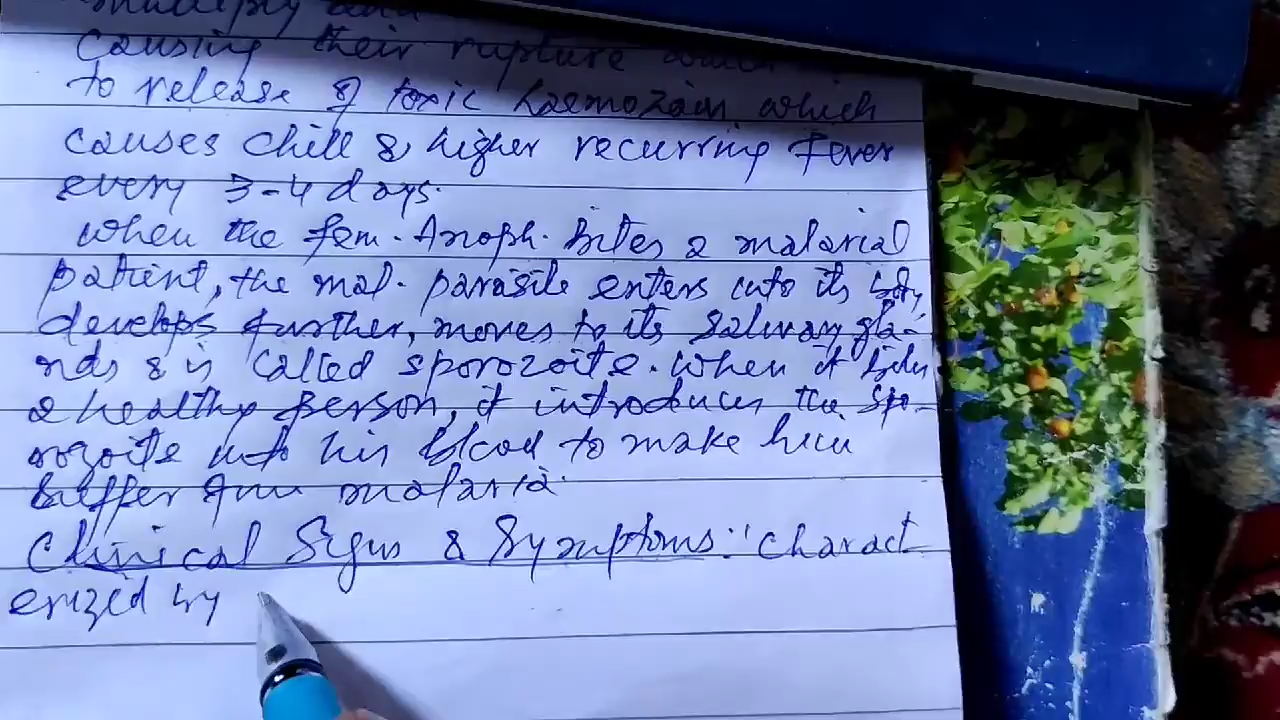 multiply and
causing their rupture which
to release of toxic haemozoin which
causes chill & higher recurring fever
every 3-4 days.
when the fem. Anoph. bites a malarial
patient, the mal. parasite enters into its body,
develops further, moves to its salivary gla-
nds & is called sporozoite. when it bites
a healthy person, it introduces the spo-
rozoite into his blood to make him
suffer from malaria.
Clinical Signs & Symptoms: charact
erized by